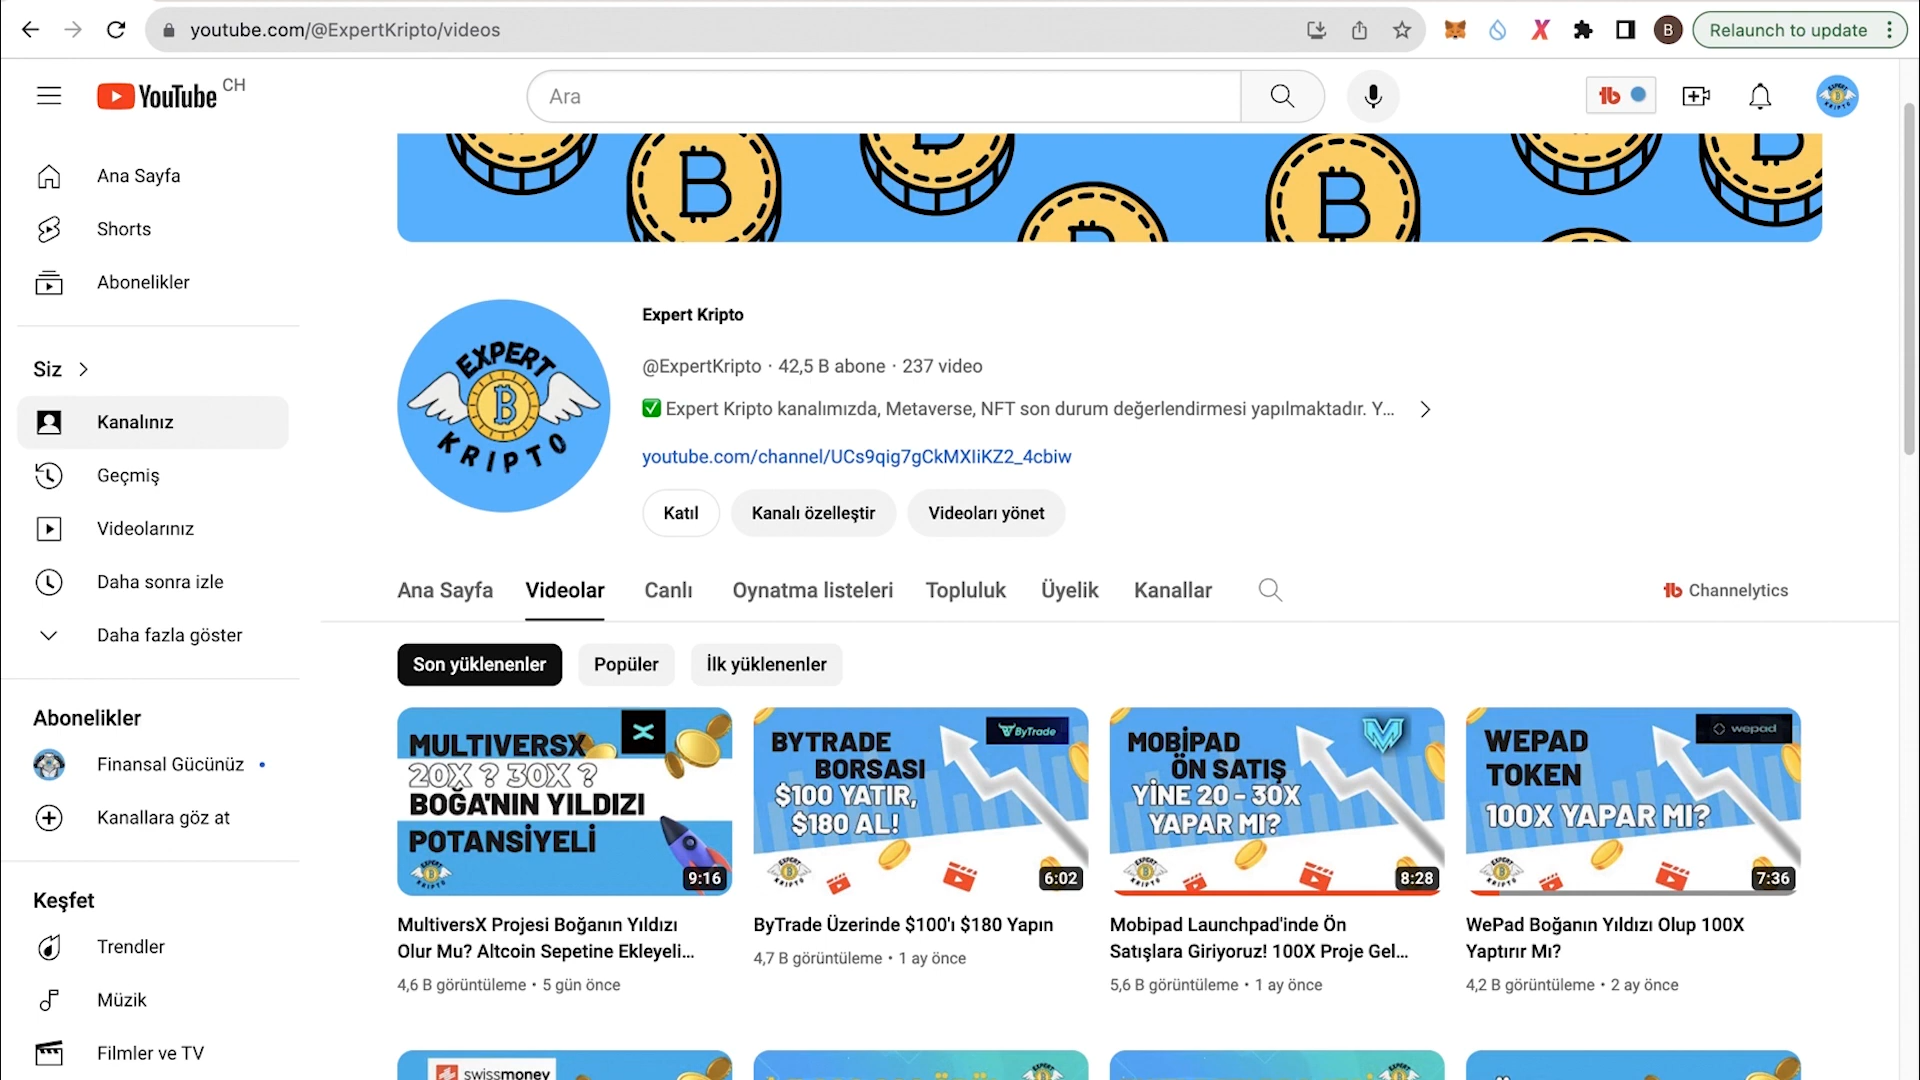 youtube.com/@ExpertKripto/videos
B
Relaunch to update
YouTube CH
Ara
Ana Sayfa
Shorts
Abonelikler
Siz
Kanalınız
Geçmiş
Videolarınız
Daha sonra izle
Daha fazla göster
Abonelikler
Finansal Gücünüz
Kanallara göz at
Keşfet
Trendler
Müzik
Filmler ve TV
EXPERT
KRIPTO
Expert Kripto
@ExpertKripto · 42,5 B abone · 237 video
✅ Expert Kripto kanalımızda, Metaverse, NFT son durum değerlendirmesi yapılmaktadır. Y...
youtube.com/channel/UCs9qig7gCkMXIiKZ2_4cbiw
Katıl
Kanalı özelleştir
Videoları yönet
Ana Sayfa
Videolar
Canlı
Oynatma listeleri
Topluluk
Üyelik
Kanallar
Channelytics
Son yüklenenler
Popüler
İlk yüklenenler
MULTIVERSX
20X ? 30X ?
BOĞA'NIN YILDIZI
POTANSİYELİ
9:16
MultiversX Projesi Boğanın Yıldızı
Olur Mu? Altcoin Sepetine Ekleyeli...
4,6 B görüntüleme • 5 gün önce
ByTrade
BYTRADE
BORSASI
$100 YATIR,
$180 AL!
6:02
ByTrade Üzerinde $100'ı $180 Yapın
4,7 B görüntüleme • 1 ay önce
MOBİPAD
ÖN SATIŞ
YİNE 20 - 30X
YAPAR MI?
8:28
Mobipad Launchpad'inde Ön
Satışlara Giriyoruz! 100X Proje Gel...
5,6 B görüntüleme • 1 ay önce
wepad
WEPAD
TOKEN
100X YAPAR MI?
7:36
WePad Boğanın Yıldızı Olup 100X
Yaptırır Mı?
4,2 B görüntüleme • 2 ay önce
swissmoney